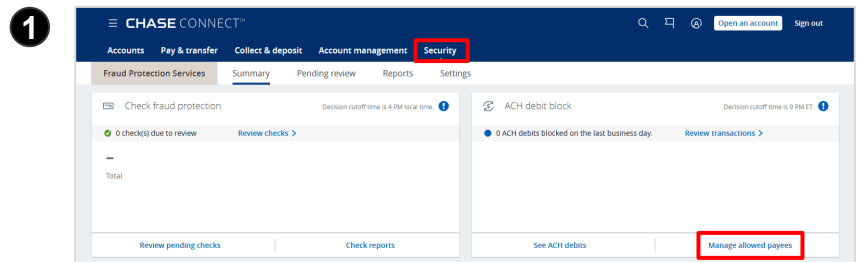 1
CHASE CONNECT℠
Open an account Sign out
Accounts Pay & transfer Collect & deposit Account management Security
Fraud Protection Services Summary Pending review Reports Settings
Check fraud protection Decision cutoff time is 4 PM local time.
0 check(s) due to review Review checks >
–
Total
Review pending checks Check reports
ACH debit block Decision cutoff time is 9 PM ET.
0 ACH debits blocked on the last business day. Review transactions >
See ACH debits Manage allowed payees